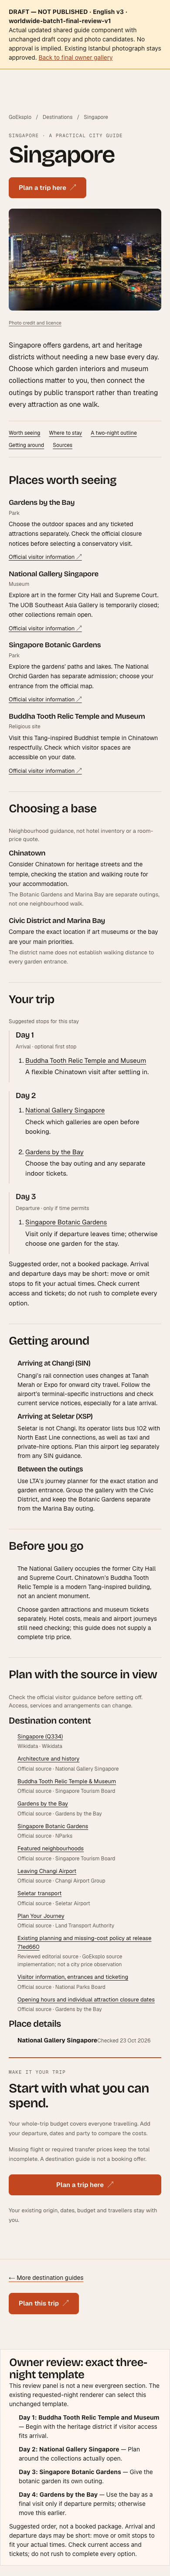 DRAFT — NOT PUBLISHED · English v3 ·
worldwide-batch1-final-review-v1
Actual updated shared guide component with
unchanged draft copy and photo candidates. No
approval is implied. Existing Istanbul photograph stays
approved. Back to final owner gallery
GoEksplo / Destinations / Singapore
SINGAPORE · A PRACTICAL CITY GUIDE
Singapore
Plan a trip here ↗
Photo credit and licence
Singapore offers gardens, art and heritage
districts without needing a new base every day.
Choose which garden interiors and museum
collections matter to you, then connect the
outings by public transport rather than treating
every attraction as one walk.
Worth seeing Where to stay A two-night outline
Getting around Sources
Places worth seeing
Gardens by the Bay
Park
Choose the outdoor spaces and any ticketed
attractions separately. Check the official closure
notices before selecting a conservatory visit.
Official visitor information ↗
National Gallery Singapore
Museum
Explore art in the former City Hall and Supreme Court.
The UOB Southeast Asia Gallery is temporarily closed;
other collections remain open.
Official visitor information ↗
Singapore Botanic Gardens
Park
Explore the gardens' paths and lakes. The National
Orchid Garden has separate admission; choose your
entrance from the official map.
Official visitor information ↗
Buddha Tooth Relic Temple and Museum
Religious site
Visit this Tang-inspired Buddhist temple in Chinatown
respectfully. Check which visitor spaces are
accessible on your date.
Official visitor information ↗
Choosing a base
Neighbourhood guidance, not hotel inventory or a room-
price quote.
Chinatown
Consider Chinatown for heritage streets and the
temple, checking the station and walking route for
your accommodation.
The Botanic Gardens and Marina Bay are separate outings,
not one neighbourhood walk.
Civic District and Marina Bay
Compare the exact location if art museums or the bay
are your main priorities.
The district name does not establish walking distance to
every garden entrance.
Your trip
Suggested stops for this stay
Day 1
Arrival · optional first stop
1. Buddha Tooth Relic Temple and Museum
A flexible Chinatown visit after settling in.
Day 2
1. National Gallery Singapore
Check which galleries are open before
booking.
2. Gardens by the Bay
Choose the bay outing and any separate
indoor tickets.
Day 3
Departure · only if time permits
1. Singapore Botanic Gardens
Visit only if departure leaves time; otherwise
choose one garden for the stay.
Suggested order, not a booked package. Arrival
and departure days may be short: move or omit
stops to fit your actual times. Check current
access and tickets; do not rush to complete every
option.
Getting around
Arriving at Changi (SIN)
Changi's rail connection uses changes at Tanah
Merah or Expo for onward city travel. Follow the
airport's terminal-specific instructions and check
current service notices, especially for a late arrival.
Arriving at Seletar (XSP)
Seletar is not Changi. Its operator lists bus 102 with
North East Line connections, as well as taxi and
private-hire options. Plan this airport leg separately
from any SIN guidance.
Between the outings
Use LTA's journey planner for the exact station and
garden entrance. Group the gallery with the Civic
District, and keep the Botanic Gardens separate
from the Marina Bay outing.
Before you go
The National Gallery occupies the former City Hall
and Supreme Court. Chinatown's Buddha Tooth
Relic Temple is a modern Tang-inspired building,
not an ancient monument.
Choose garden attractions and museum tickets
separately. Hotel costs, meals and airport journeys
still need checking; this guide does not supply a
complete trip price.
Plan with the source in view
Check the official visitor guidance before setting off.
Access, services and arrangements can change.
Destination content
Singapore (Q334)
Wikidata · Wikidata
Architecture and history
Official source · National Gallery Singapore
Buddha Tooth Relic Temple & Museum
Official source · Singapore Tourism Board
Gardens by the Bay
Official source · Gardens by the Bay
Singapore Botanic Gardens
Official source · NParks
Featured neighbourhoods
Official source · Singapore Tourism Board
Leaving Changi Airport
Official source · Changi Airport Group
Seletar transport
Official source · Seletar Airport
Plan Your Journey
Official source · Land Transport Authority
Existing planning and missing-cost policy at release
71ed660
Reviewed editorial source · GoEksplo source
implementation; not a city price observation
Visitor information, entrances and ticketing
Official source · National Parks Board
Opening hours and individual attraction closure dates
Official source · Gardens by the Bay
Place details
National Gallery SingaporeChecked 23 Oct 2026
MAKE IT YOUR TRIP
Start with what you can
spend.
Your whole-trip budget covers everyone travelling. Add
your departure, dates and party to compare the costs.
Missing flight or required transfer prices keep the total
incomplete. A destination guide is not a booking offer.
Plan a trip here ↗
Your existing origin, dates, budget and travellers stay with
you.
← More destination guides
Plan this trip ↗
Owner review: exact three-
night template
This review panel is not a new evergreen section. The
existing requested-night renderer can select this
unchanged template.
Day 1: Buddha Tooth Relic Temple and Museum
— Begin with the heritage district if visitor access
fits arrival.
Day 2: National Gallery Singapore — Plan
around the collections actually open.
Day 3: Singapore Botanic Gardens — Give the
botanic garden its own outing.
Day 4: Gardens by the Bay — Use the bay as a
final visit only if departure permits; otherwise
move this earlier.
Suggested order, not a booked package. Arrival and
departure days may be short: move or omit stops to
fit your actual times. Check current access and
tickets; do not rush to complete every option.